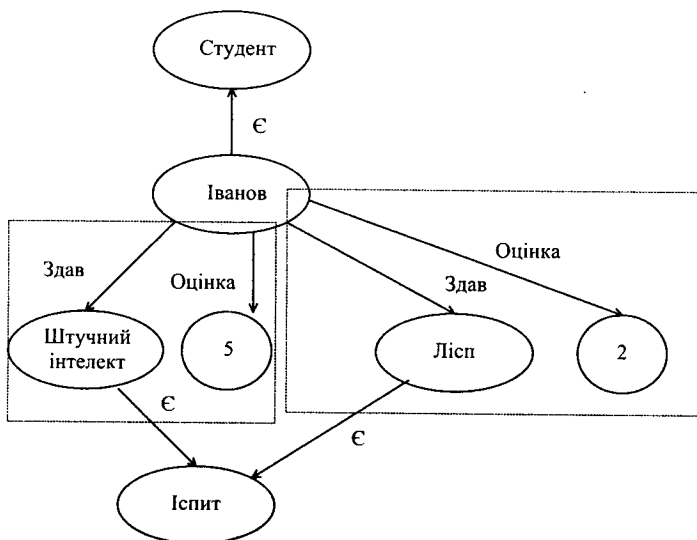 Студент
Є
Іванов
Оцінка
Здав
Оцінка
Здав
Штучний
інтелект
5
Лісп
2
Є
Є
Іспит